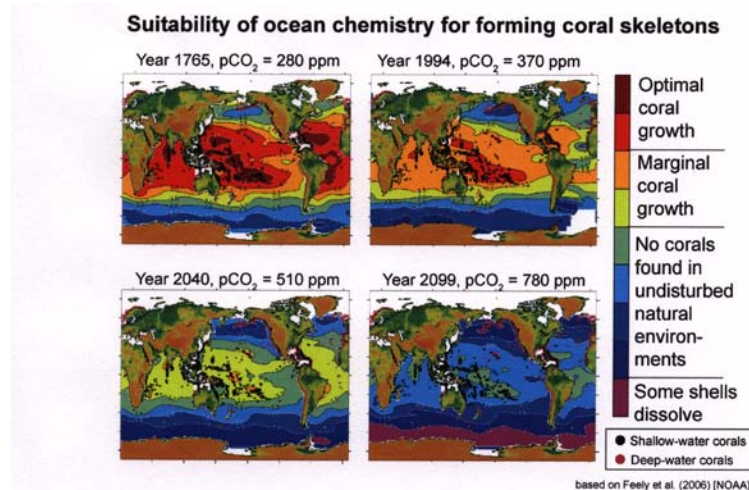 Suitability of ocean chemistry for forming coral skeletons
Year 1765, pCO₂ = 280 ppm
Year 1994, pCO₂ = 370 ppm
Year 2040, pCO₂ = 510 ppm
Year 2099, pCO₂ = 780 ppm
Optimal
coral
growth
Marginal
coral
growth
No corals
found in
undisturbed
natural
environ-
ments
Some shells
dissolve
Shallow-water corals
Deep-water corals
based on Feely et al. (2006) [NOAA]